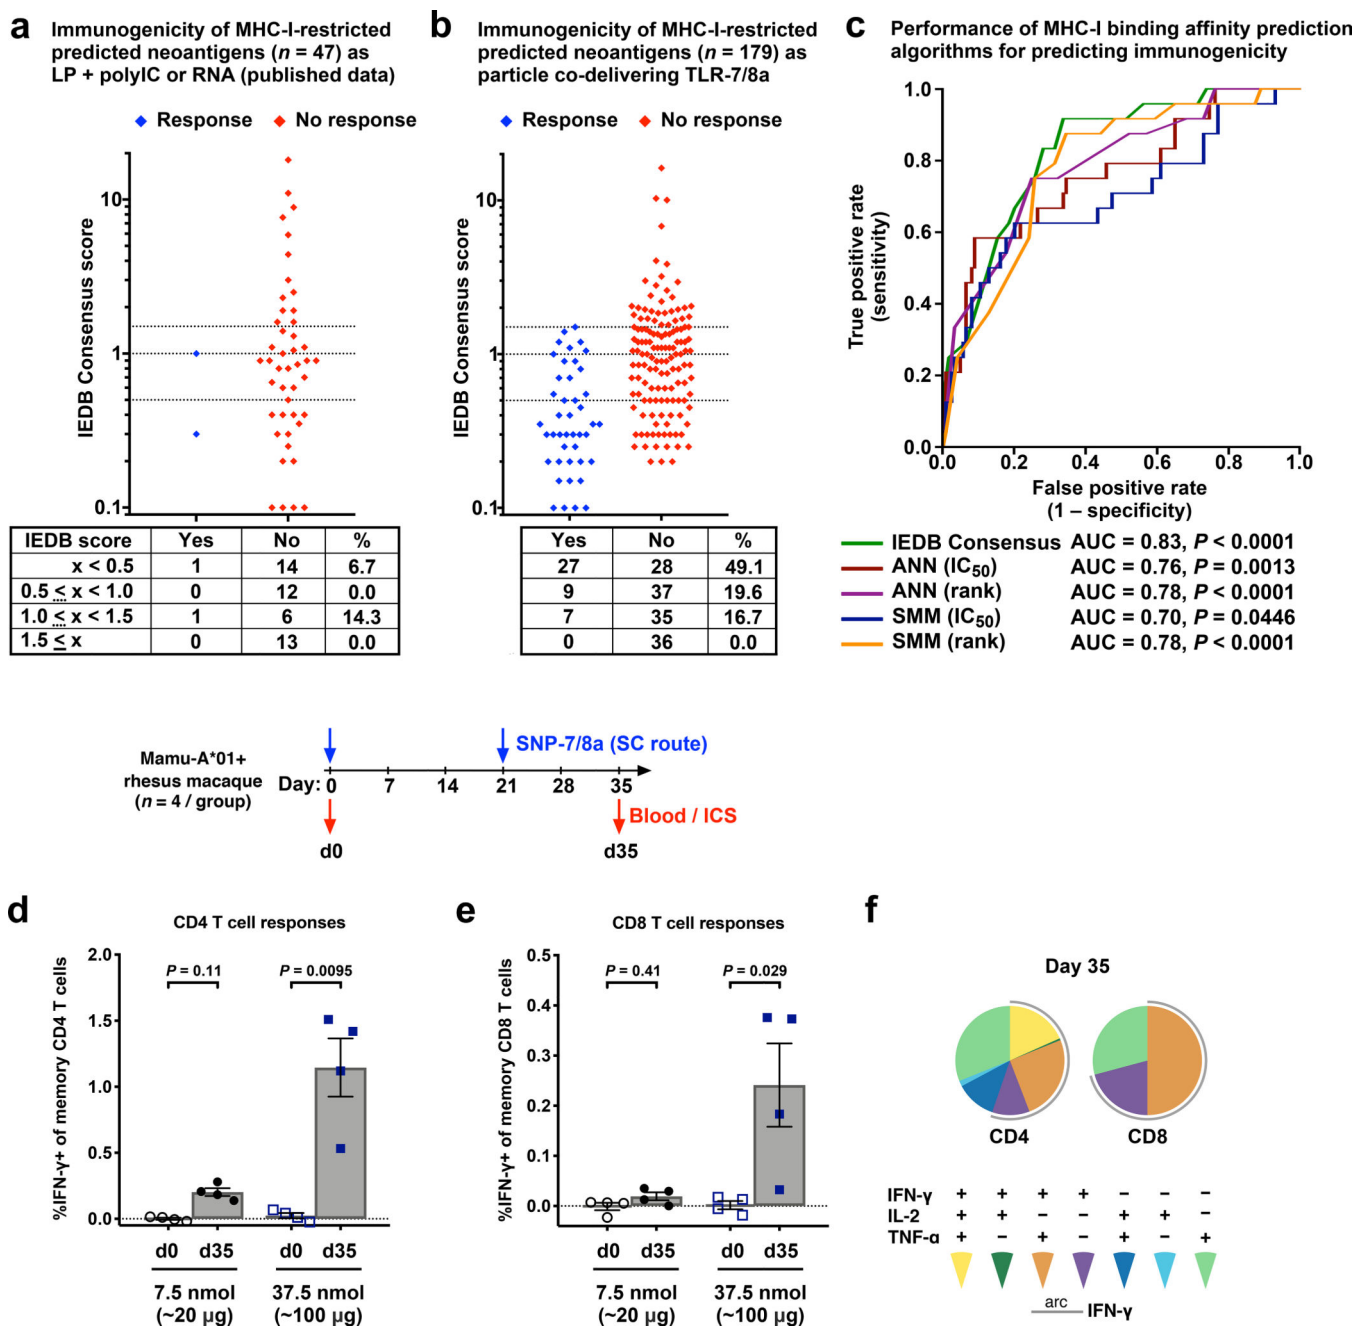 a
Immunogenicity of MHC-I-restricted
predicted neoantigens (n = 47) as
LP + polyIC or RNA (published data)
Response
No response
IEDB Consensus score
10
1
0.1
IEDB score Yes No %
x < 0.5 1 14 6.7
0.5 ≤ x < 1.0 0 12 0.0
1.0 ≤ x < 1.5 1 6 14.3
1.5 ≤ x 0 13 0.0
b
Immunogenicity of MHC-I-restricted
predicted neoantigens (n = 179) as
particle co-delivering TLR-7/8a
Response
No response
IEDB Consensus score
10
1
0.1
Yes No %
27 28 49.1
9 37 19.6
7 35 16.7
0 36 0.0
c
Performance of MHC-I binding affinity prediction
algorithms for predicting immunogenicity
True positive rate
(sensitivity)
1.0
0.8
0.6
0.4
0.2
0.0
0.0 0.2 0.4 0.6 0.8 1.0
False positive rate
(1 – specificity)
IEDB Consensus AUC = 0.83, P < 0.0001
ANN (IC50) AUC = 0.76, P = 0.0013
ANN (rank) AUC = 0.78, P < 0.0001
SMM (IC50) AUC = 0.70, P = 0.0446
SMM (rank) AUC = 0.78, P < 0.0001
Mamu-A*01+
rhesus macaque
(n = 4 / group)
SNP-7/8a (SC route)
Day: 0 7 14 21 28 35
Blood / ICS
d0
d35
d
CD4 T cell responses
%IFN-γ+ of memory CD4 T cells
2.0
1.5
1.0
0.5
0.0
P = 0.11
P = 0.0095
d0 d35 d0 d35
7.5 nmol
(~20 µg)
37.5 nmol
(~100 µg)
e
CD8 T cell responses
%IFN-γ+ of memory CD8 T cells
0.5
0.4
0.3
0.2
0.1
0.0
P = 0.41
P = 0.029
d0 d35 d0 d35
7.5 nmol
(~20 µg)
37.5 nmol
(~100 µg)
f
Day 35
CD4
CD8
IFN-γ + + + + – – –
IL-2 + + – – + + –
TNF-α + – + – + – +
arc IFN-γ